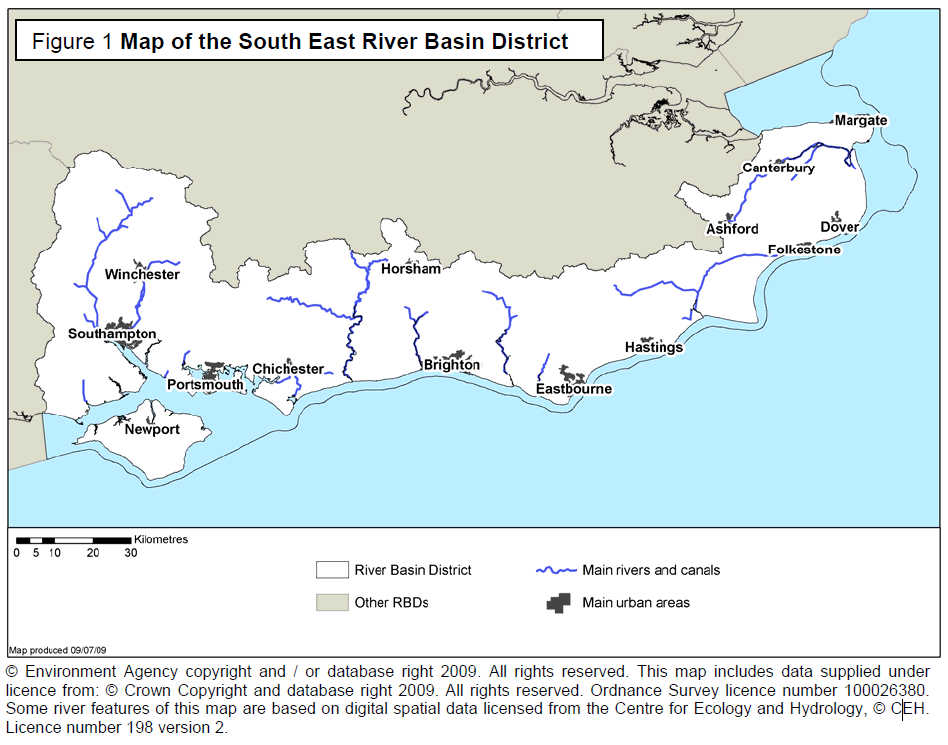 Figure 1 Map of the South East River Basin District
Margate
Canterbury
Ashford
Dover
Folkestone
Horsham
Winchester
Southampton
Hastings
Brighton
Chichester
Portsmouth
Eastbourne
Newport
Kilometres
0 5 10 20 30
River Basin District
Main rivers and canals
Other RBDs
Main urban areas
Map produced 09/07/09
© Environment Agency copyright and / or database right 2009. All rights reserved. This map includes data supplied under
licence from: © Crown Copyright and database right 2009. All rights reserved. Ordnance Survey licence number 100026380.
Some river features of this map are based on digital spatial data licensed from the Centre for Ecology and Hydrology, © CEH.
Licence number 198 version 2.